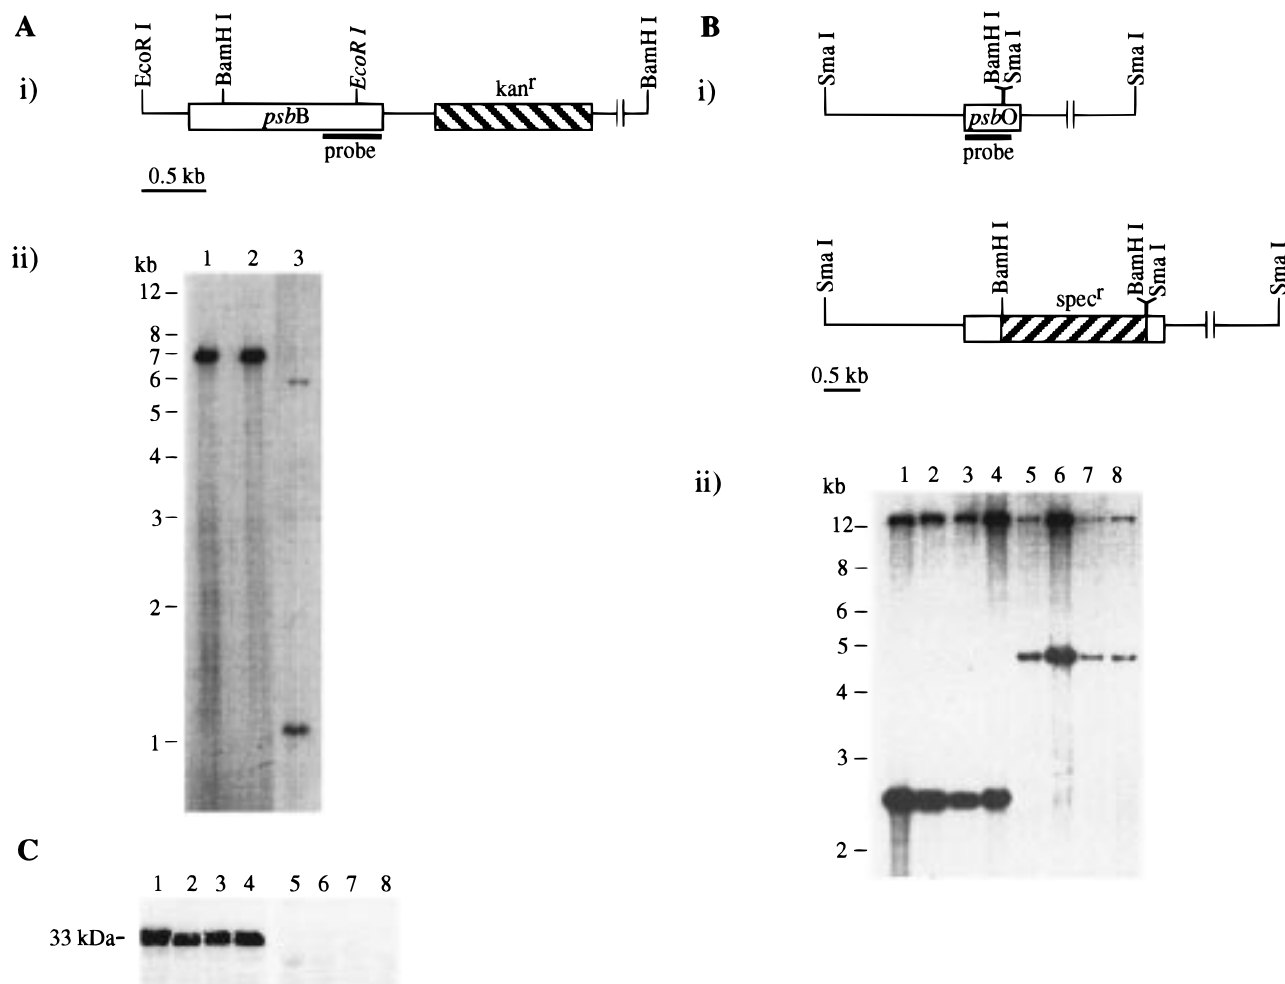 A
i)
EcoR I
BamH I
EcoR I
BamH I
psbB
kanr
probe
0.5 kb
ii)
kb
1 2 3
12
8
7
6
5
4
3
2
1
B
i)
Sma I
BamH I
Sma I
Sma I
psbO
probe
Sma I
BamH I
BamH I
Sma I
Sma I
specr
0.5 kb
ii)
kb
1 2 3 4 5 6 7 8
12
8
6
5
4
3
2
C
1 2 3 4 5 6 7 8
33 kDa